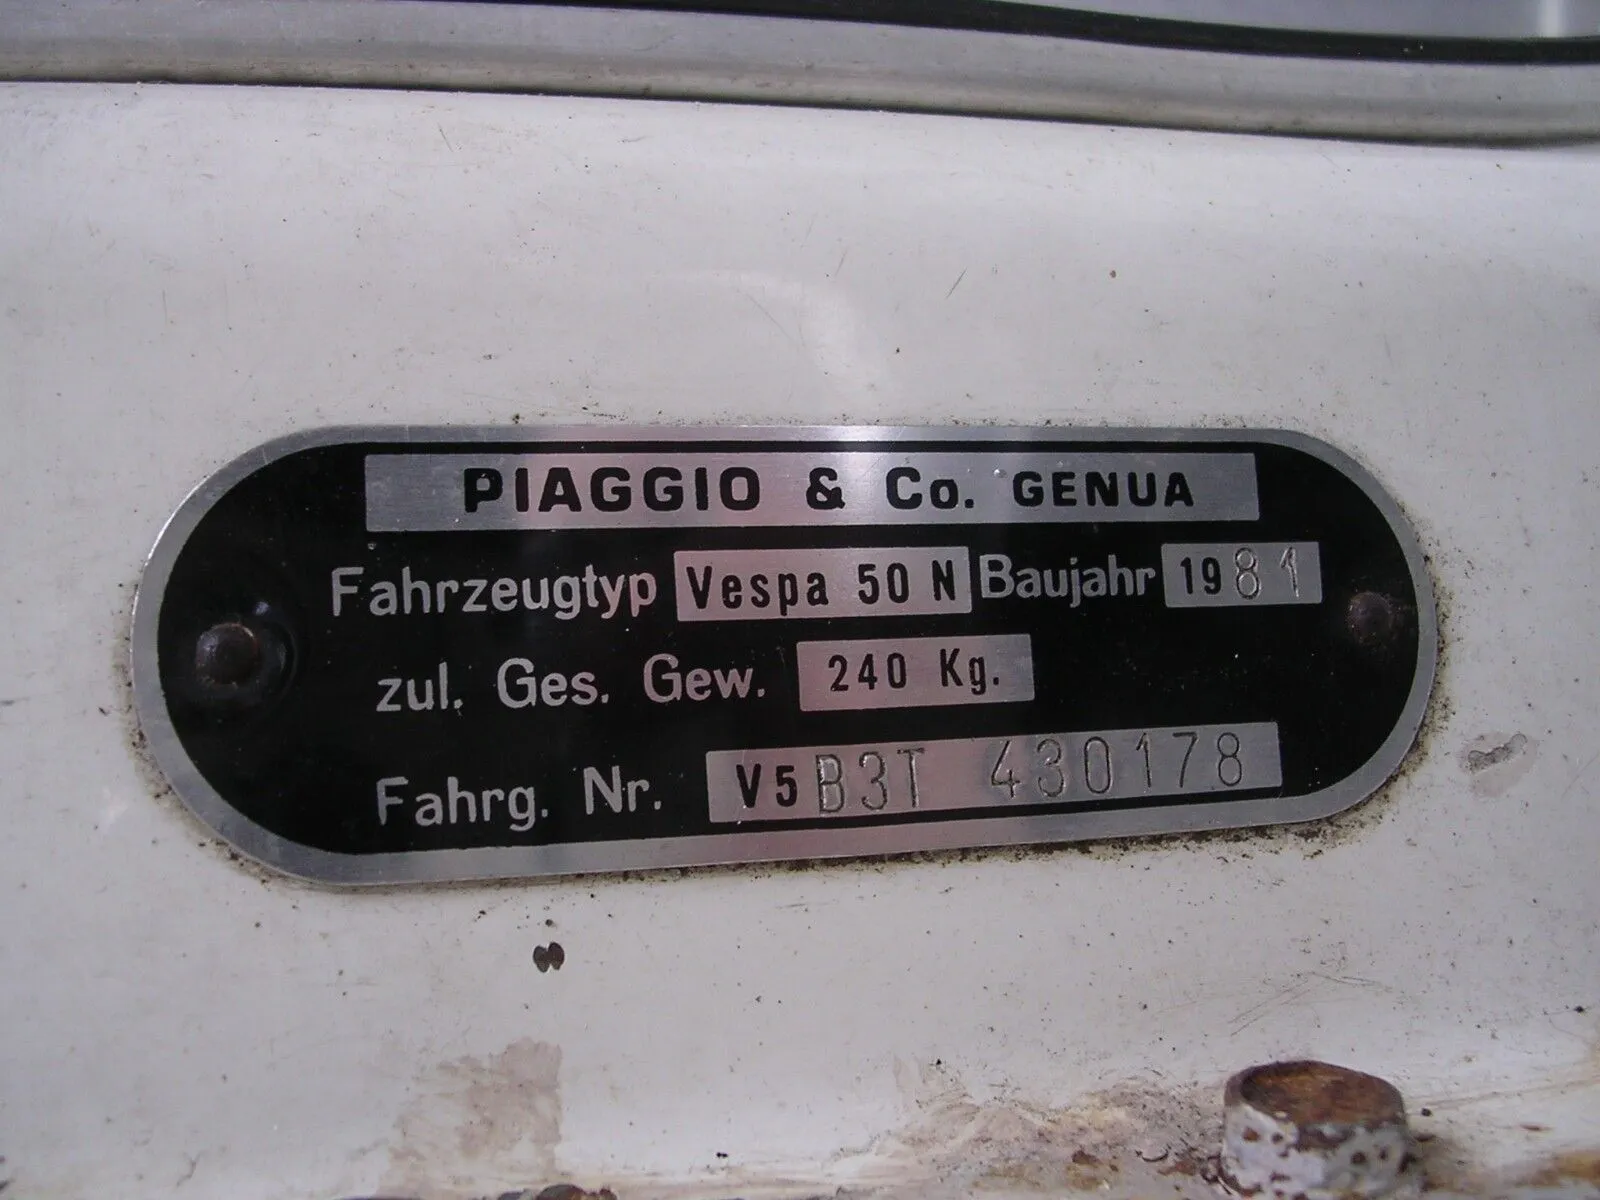 PIAGGIO & Co. GENUA
Fahrzeugtyp Vespa 50 N Baujahr 1981
zul. Ges. Gew. 240 Kg.
Fahrg. Nr. V5B3T 430178